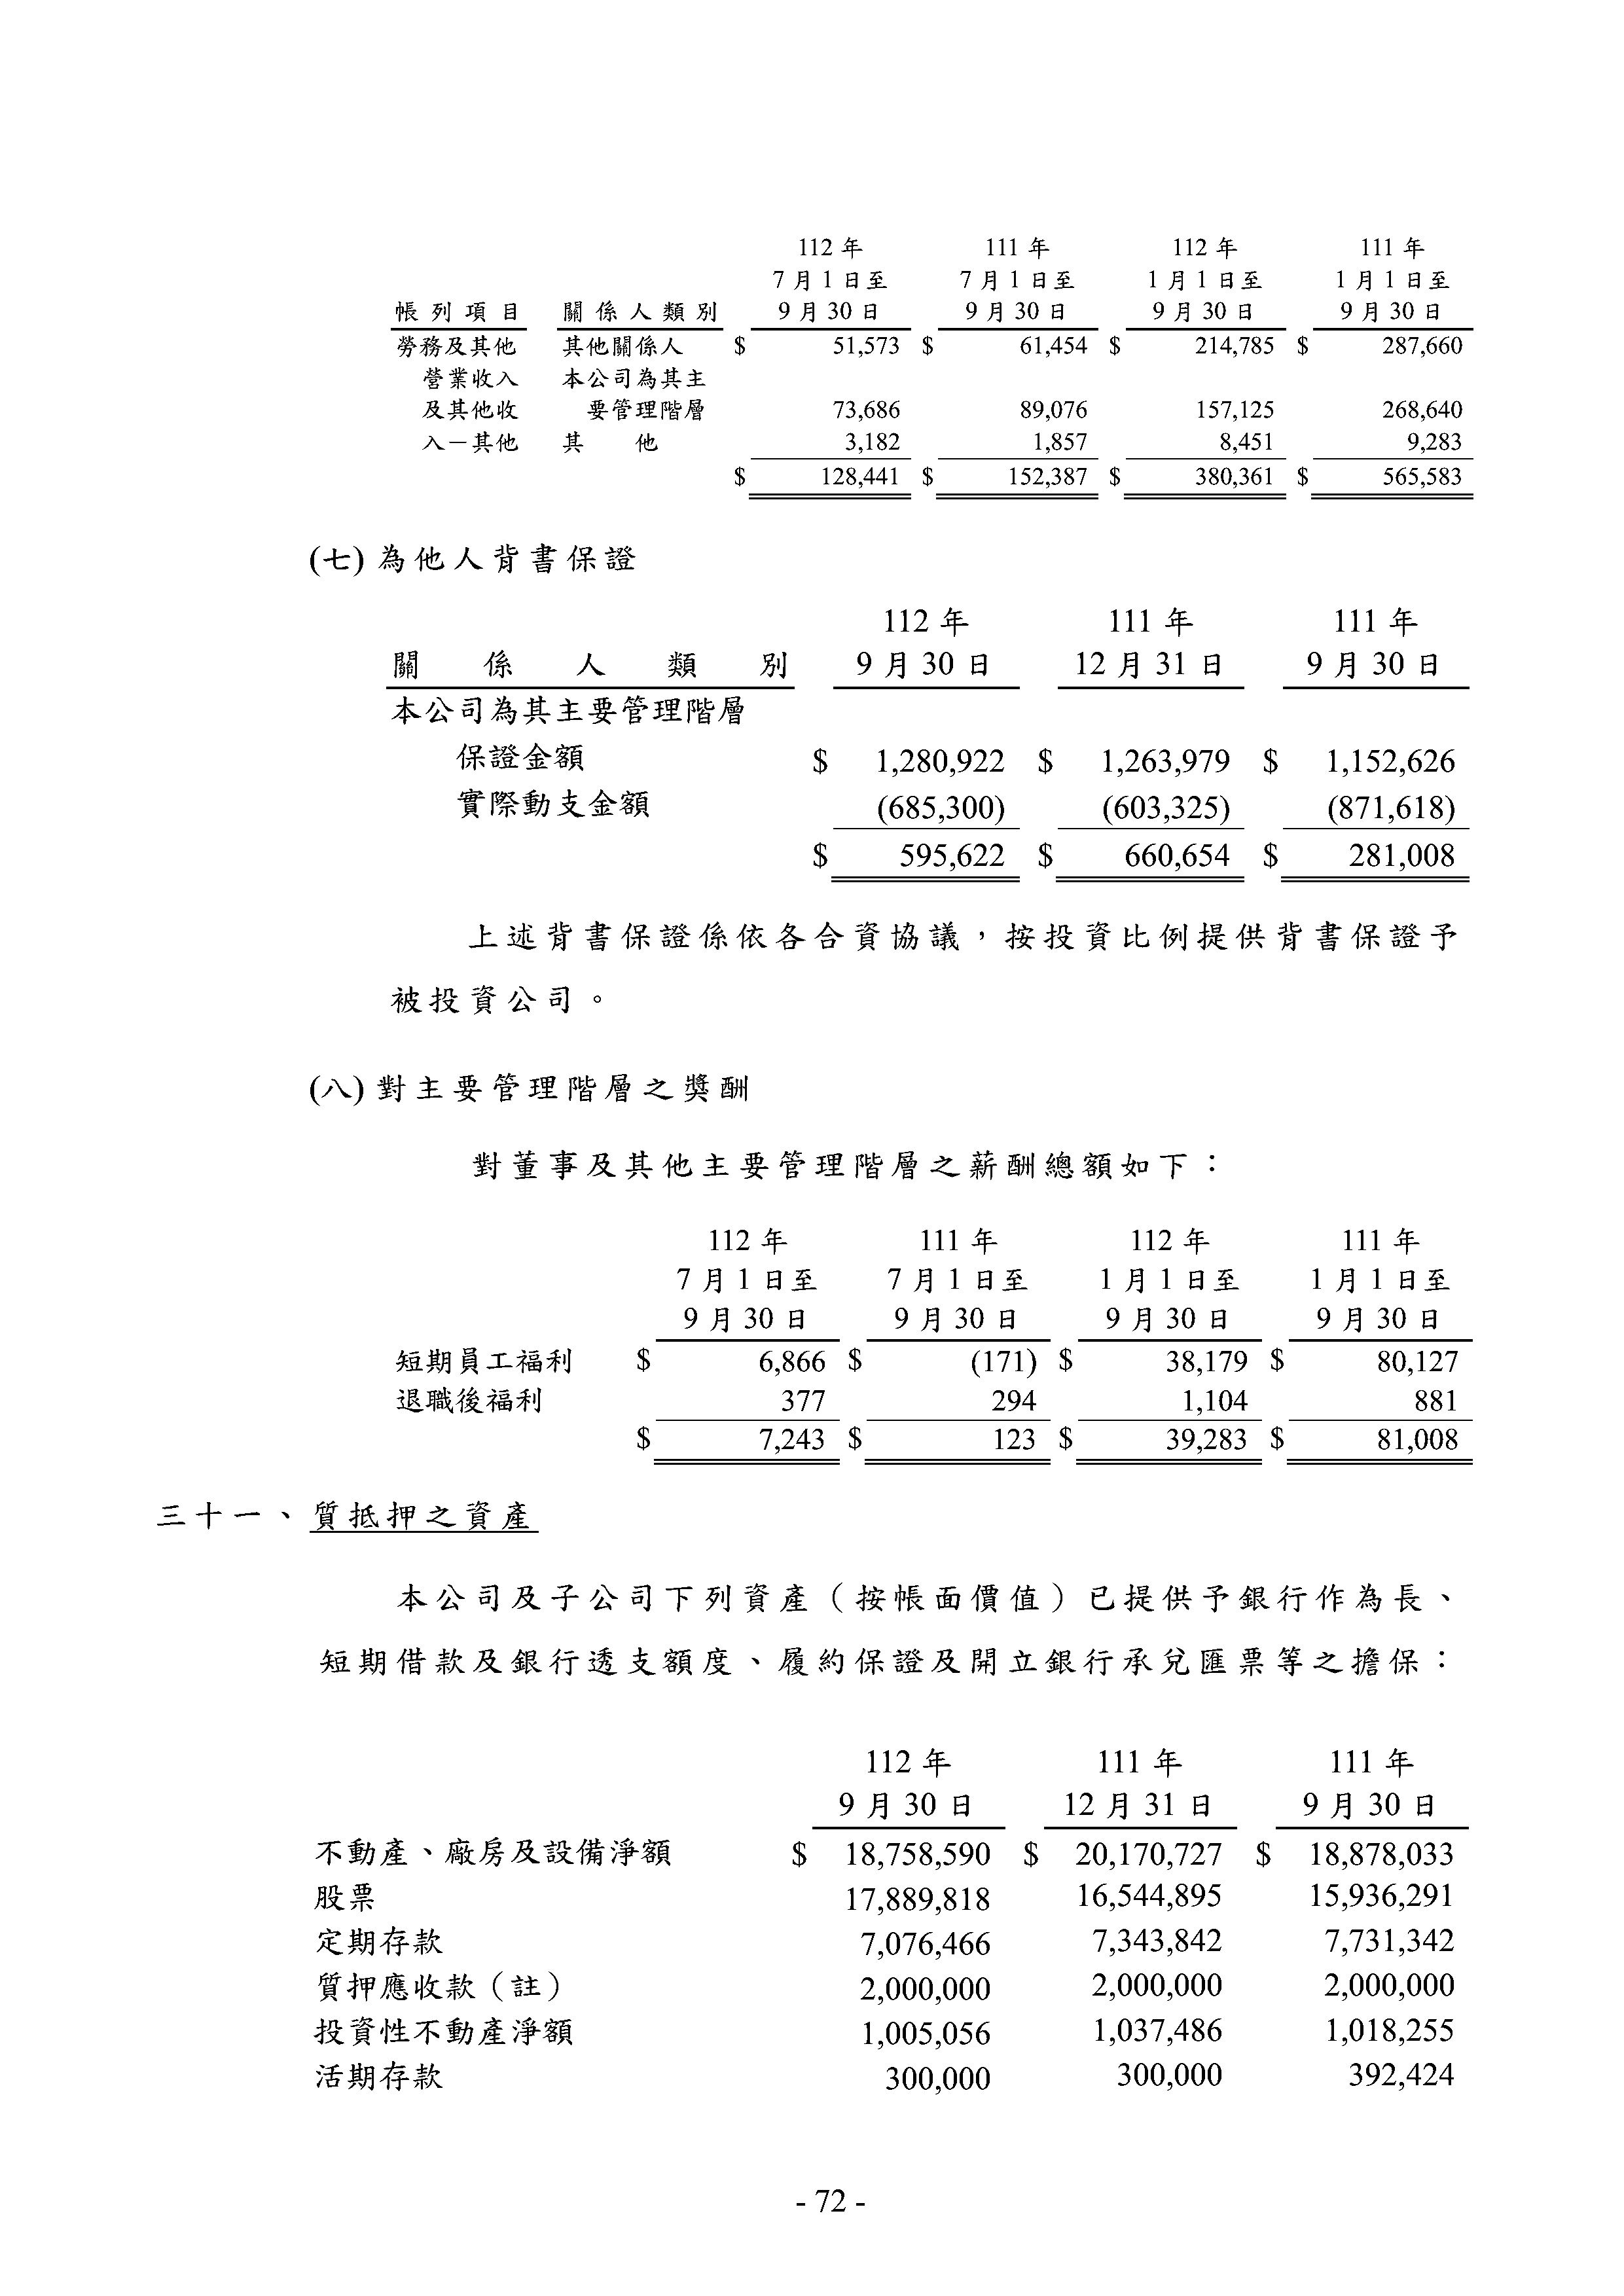 112 年 111 年 112 年 111 年
7 月 1 日至 7 月 1 日至 1 月 1 日至 1 月 1 日至
帳列項目 關係人類別 9 月 30 日 9 月 30 日 9 月 30 日 9 月 30 日
勞務及其他 其他關係人 $ 51,573 $ 61,454 $ 214,785 $ 287,660
營業收入 本公司為其主
及其他收 要管理階層 73,686 89,076 157,125 268,640
入－其他 其 他 3,182 1,857 8,451 9,283
$ 128,441 $ 152,387 $ 380,361 $ 565,583
(七) 為他人背書保證
112 年 111 年 111 年
關係人類別 9 月 30 日 12 月 31 日 9 月 30 日
本公司為其主要管理階層
保證金額 $ 1,280,922 $ 1,263,979 $ 1,152,626
實際動支金額 (685,300) (603,325) (871,618)
$ 595,622 $ 660,654 $ 281,008
上述背書保證係依各合資協議，按投資比例提供背書保證予
被投資公司。
(八) 對主要管理階層之獎酬
對董事及其他主要管理階層之薪酬總額如下：
112 年 111 年 112 年 111 年
7 月 1 日至 7 月 1 日至 1 月 1 日至 1 月 1 日至
9 月 30 日 9 月 30 日 9 月 30 日 9 月 30 日
短期員工福利 $ 6,866 $ (171) $ 38,179 $ 80,127
退職後福利 377 294 1,104 881
$ 7,243 $ 123 $ 39,283 $ 81,008
三十一、質抵押之資產
本公司及子公司下列資產（按帳面價值）已提供予銀行作為長、
短期借款及銀行透支額度、履約保證及開立銀行承兌匯票等之擔保：
112 年 111 年 111 年
9 月 30 日 12 月 31 日 9 月 30 日
不動產、廠房及設備淨額 $ 18,758,590 $ 20,170,727 $ 18,878,033
股票 17,889,818 16,544,895 15,936,291
定期存款 7,076,466 7,343,842 7,731,342
質押應收款（註） 2,000,000 2,000,000 2,000,000
投資性不動產淨額 1,005,056 1,037,486 1,018,255
活期存款 300,000 300,000 392,424
- 72 -